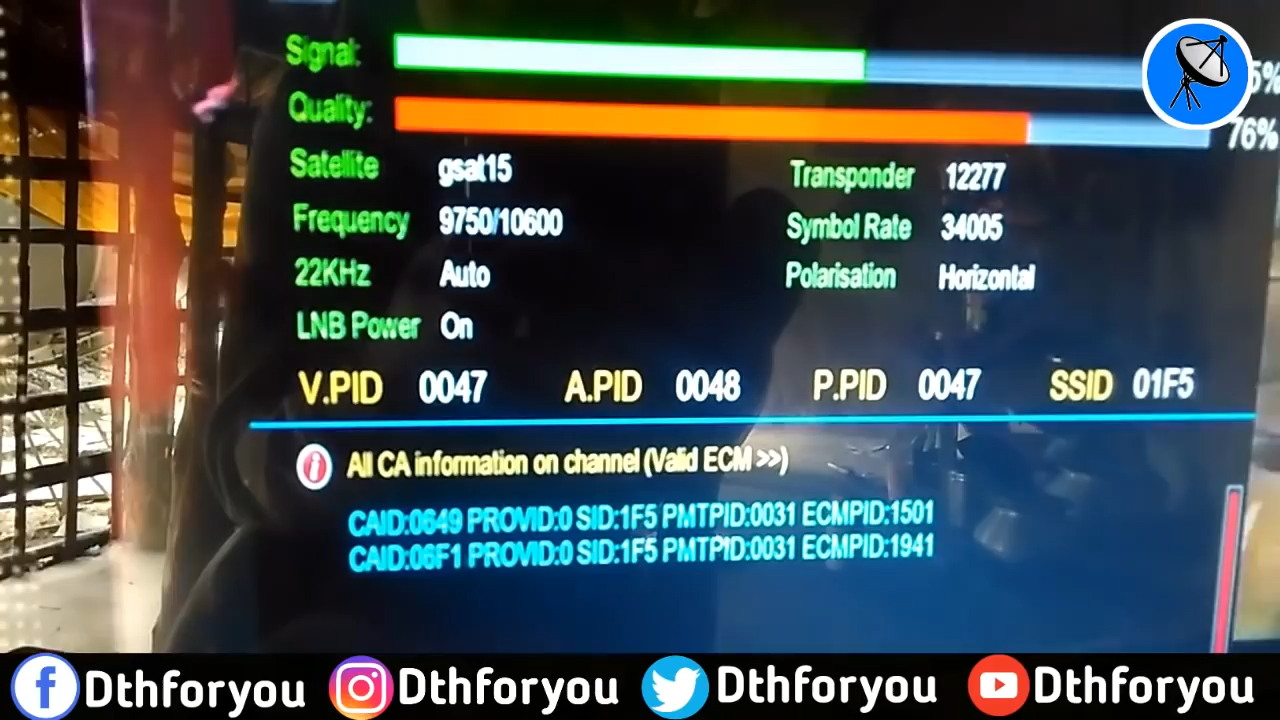 Signal: 5%
Quality: 76%
Satellite gsat15 Transponder 12277
Frequency 9750/10600 Symbol Rate 34005
22KHz Auto Polarisation Horizontal
LNB Power On
V.PID 0047 A.PID 0048 P.PID 0047 SSID 01F5
All CA information on channel (Valid ECM >>)
CAID:0649 PROVID:0 SID:1F5 PMTPID:0031 ECMPID:1501
CAID:06F1 PROVID:0 SID:1F5 PMTPID:0031 ECMPID:1941
Dthforyou Dthforyou Dthforyou Dthforyou